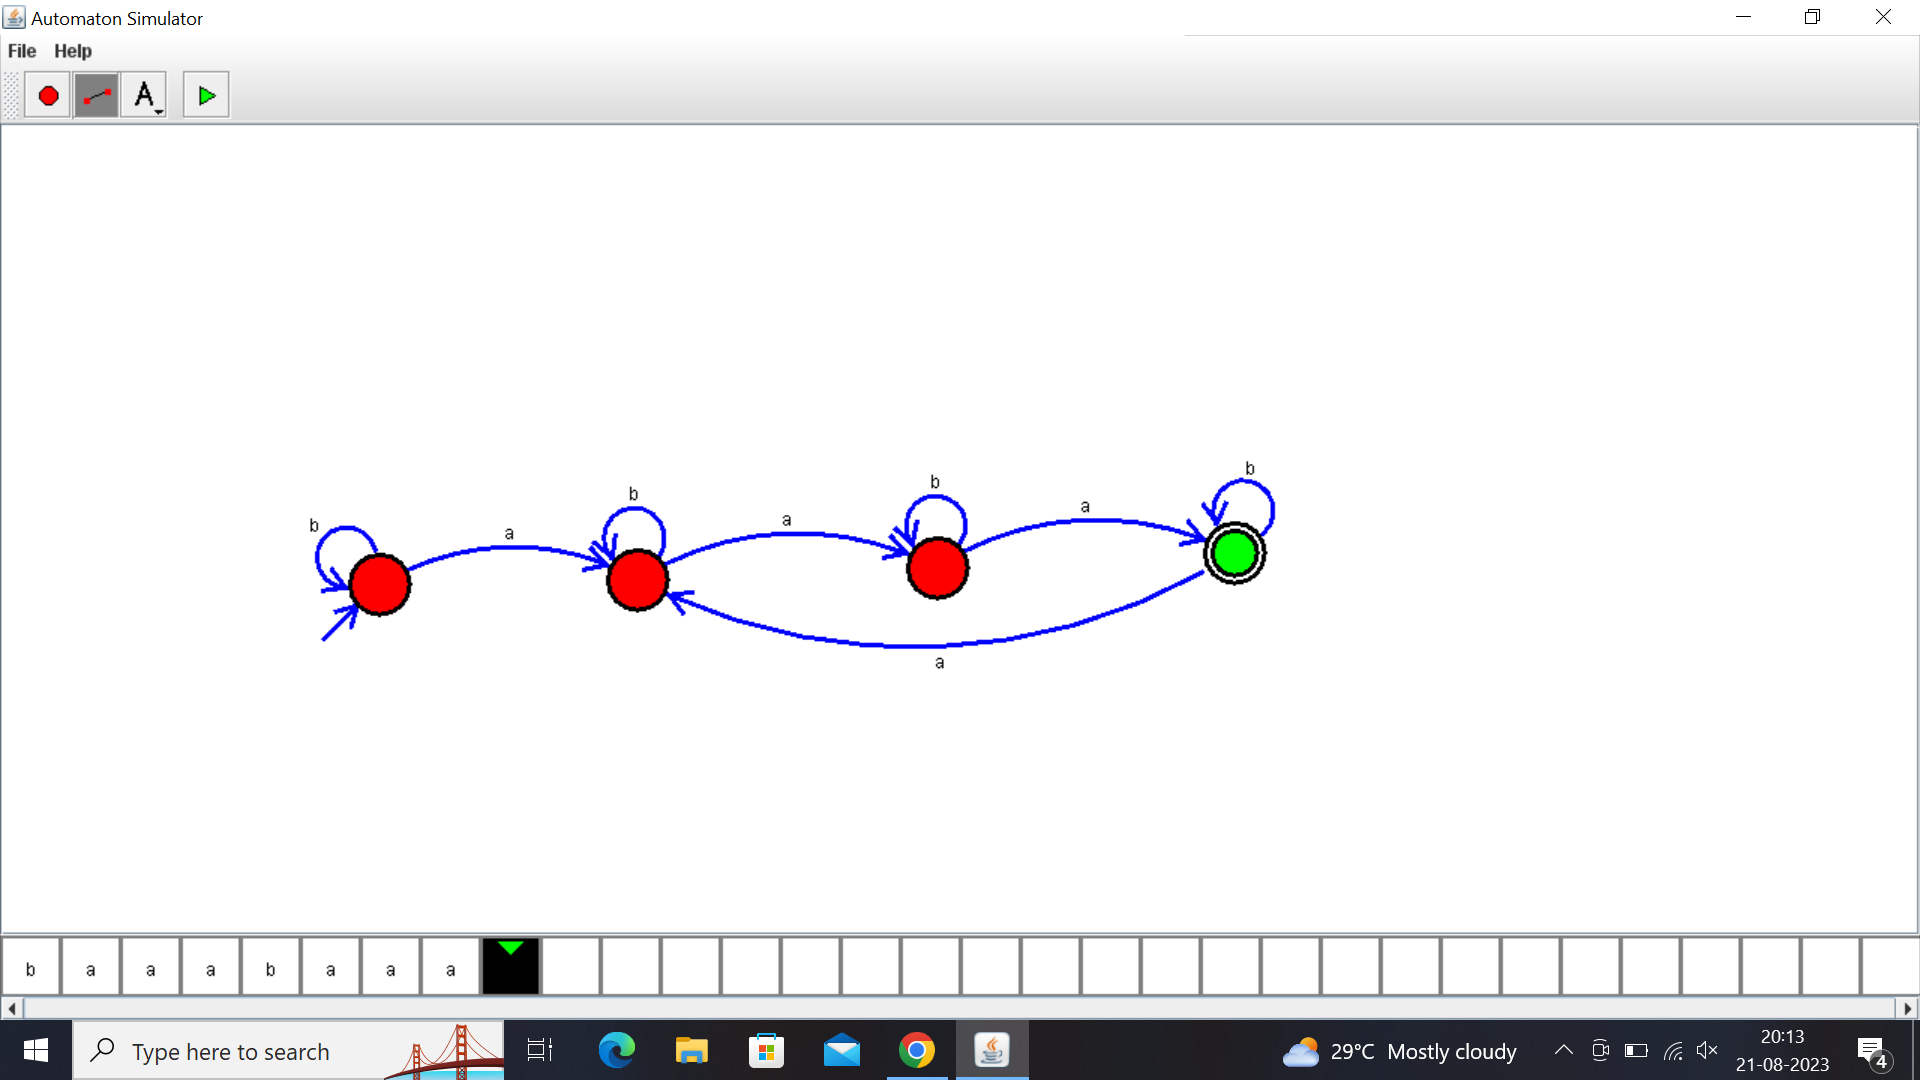 Automaton Simulator
File Help
A
b
b
b
b
a
a
a
a
b a a a b a a a
Type here to search
29°C Mostly cloudy
20:13
21-08-2023
4